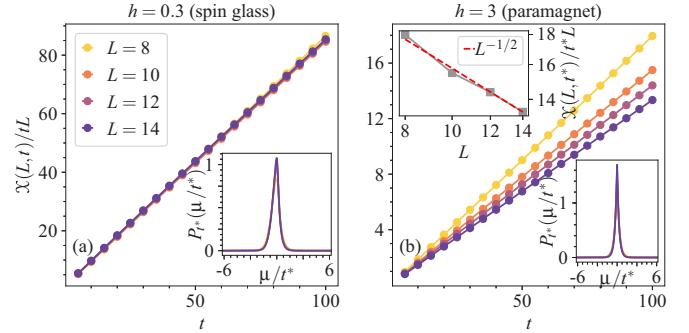 h = 0.3 (spin glass)
χ(L, t)/tL
80
60
40
20
L = 8
L = 10
L = 12
L = 14
(a)
P_{t*}(μ/t*)
1
0
-6
6
μ/t*
50
100
t
h = 3 (paramagnet)
16
12
8
4
L^{-1/2}
18
16
14
χ(L, t*)/t*L
8
10
12
14
L
(b)
P_{t*}(μ/t*)
1
0
-6
6
μ/t*
50
100
t